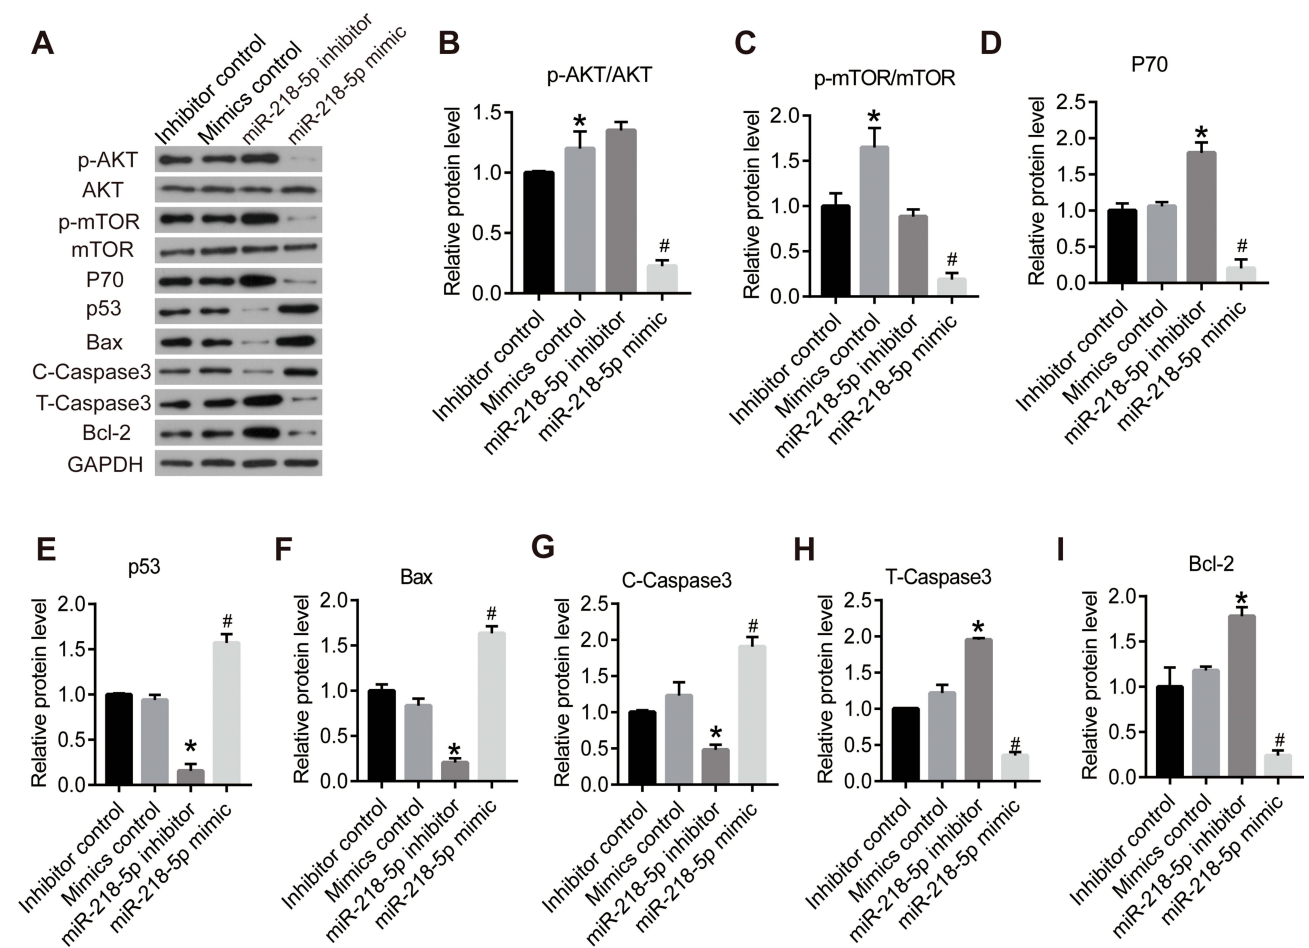 A
Inhibitor control
Mimics control
miR-218-5p inhibitor
miR-218-5p mimic
p-AKT
AKT
p-mTOR
mTOR
P70
p53
Bax
C-Caspase3
T-Caspase3
Bcl-2
GAPDH
B
p-AKT/AKT
Relative protein level
1.5
1.0
0.5
0.0
*
#
Inhibitor control
Mimics control
miR-218-5p inhibitor
miR-218-5p mimic
C
p-mTOR/mTOR
Relative protein level
2.0
1.5
1.0
0.5
0.0
*
#
Inhibitor control
Mimics control
miR-218-5p inhibitor
miR-218-5p mimic
D
P70
Relative protein level
2.5
2.0
1.5
1.0
0.5
0.0
*
#
Inhibitor control
Mimics control
miR-218-5p inhibitor
miR-218-5p mimic
E
p53
Relative protein level
2.0
1.5
1.0
0.5
0.0
*
#
Inhibitor control
Mimics control
miR-218-5p inhibitor
miR-218-5p mimic
F
Bax
Relative protein level
2.0
1.5
1.0
0.5
0.0
*
#
Inhibitor control
Mimics control
miR-218-5p inhibitor
miR-218-5p mimic
G
C-Caspase3
Relative protein level
2.5
2.0
1.5
1.0
0.5
0.0
*
#
Inhibitor control
Mimics control
miR-218-5p inhibitor
miR-218-5p mimic
H
T-Caspase3
Relative protein level
2.5
2.0
1.5
1.0
0.5
0.0
*
#
Inhibitor control
Mimics control
miR-218-5p inhibitor
miR-218-5p mimic
I
Bcl-2
Relative protein level
2.0
1.5
1.0
0.5
0.0
*
#
Inhibitor control
Mimics control
miR-218-5p inhibitor
miR-218-5p mimic